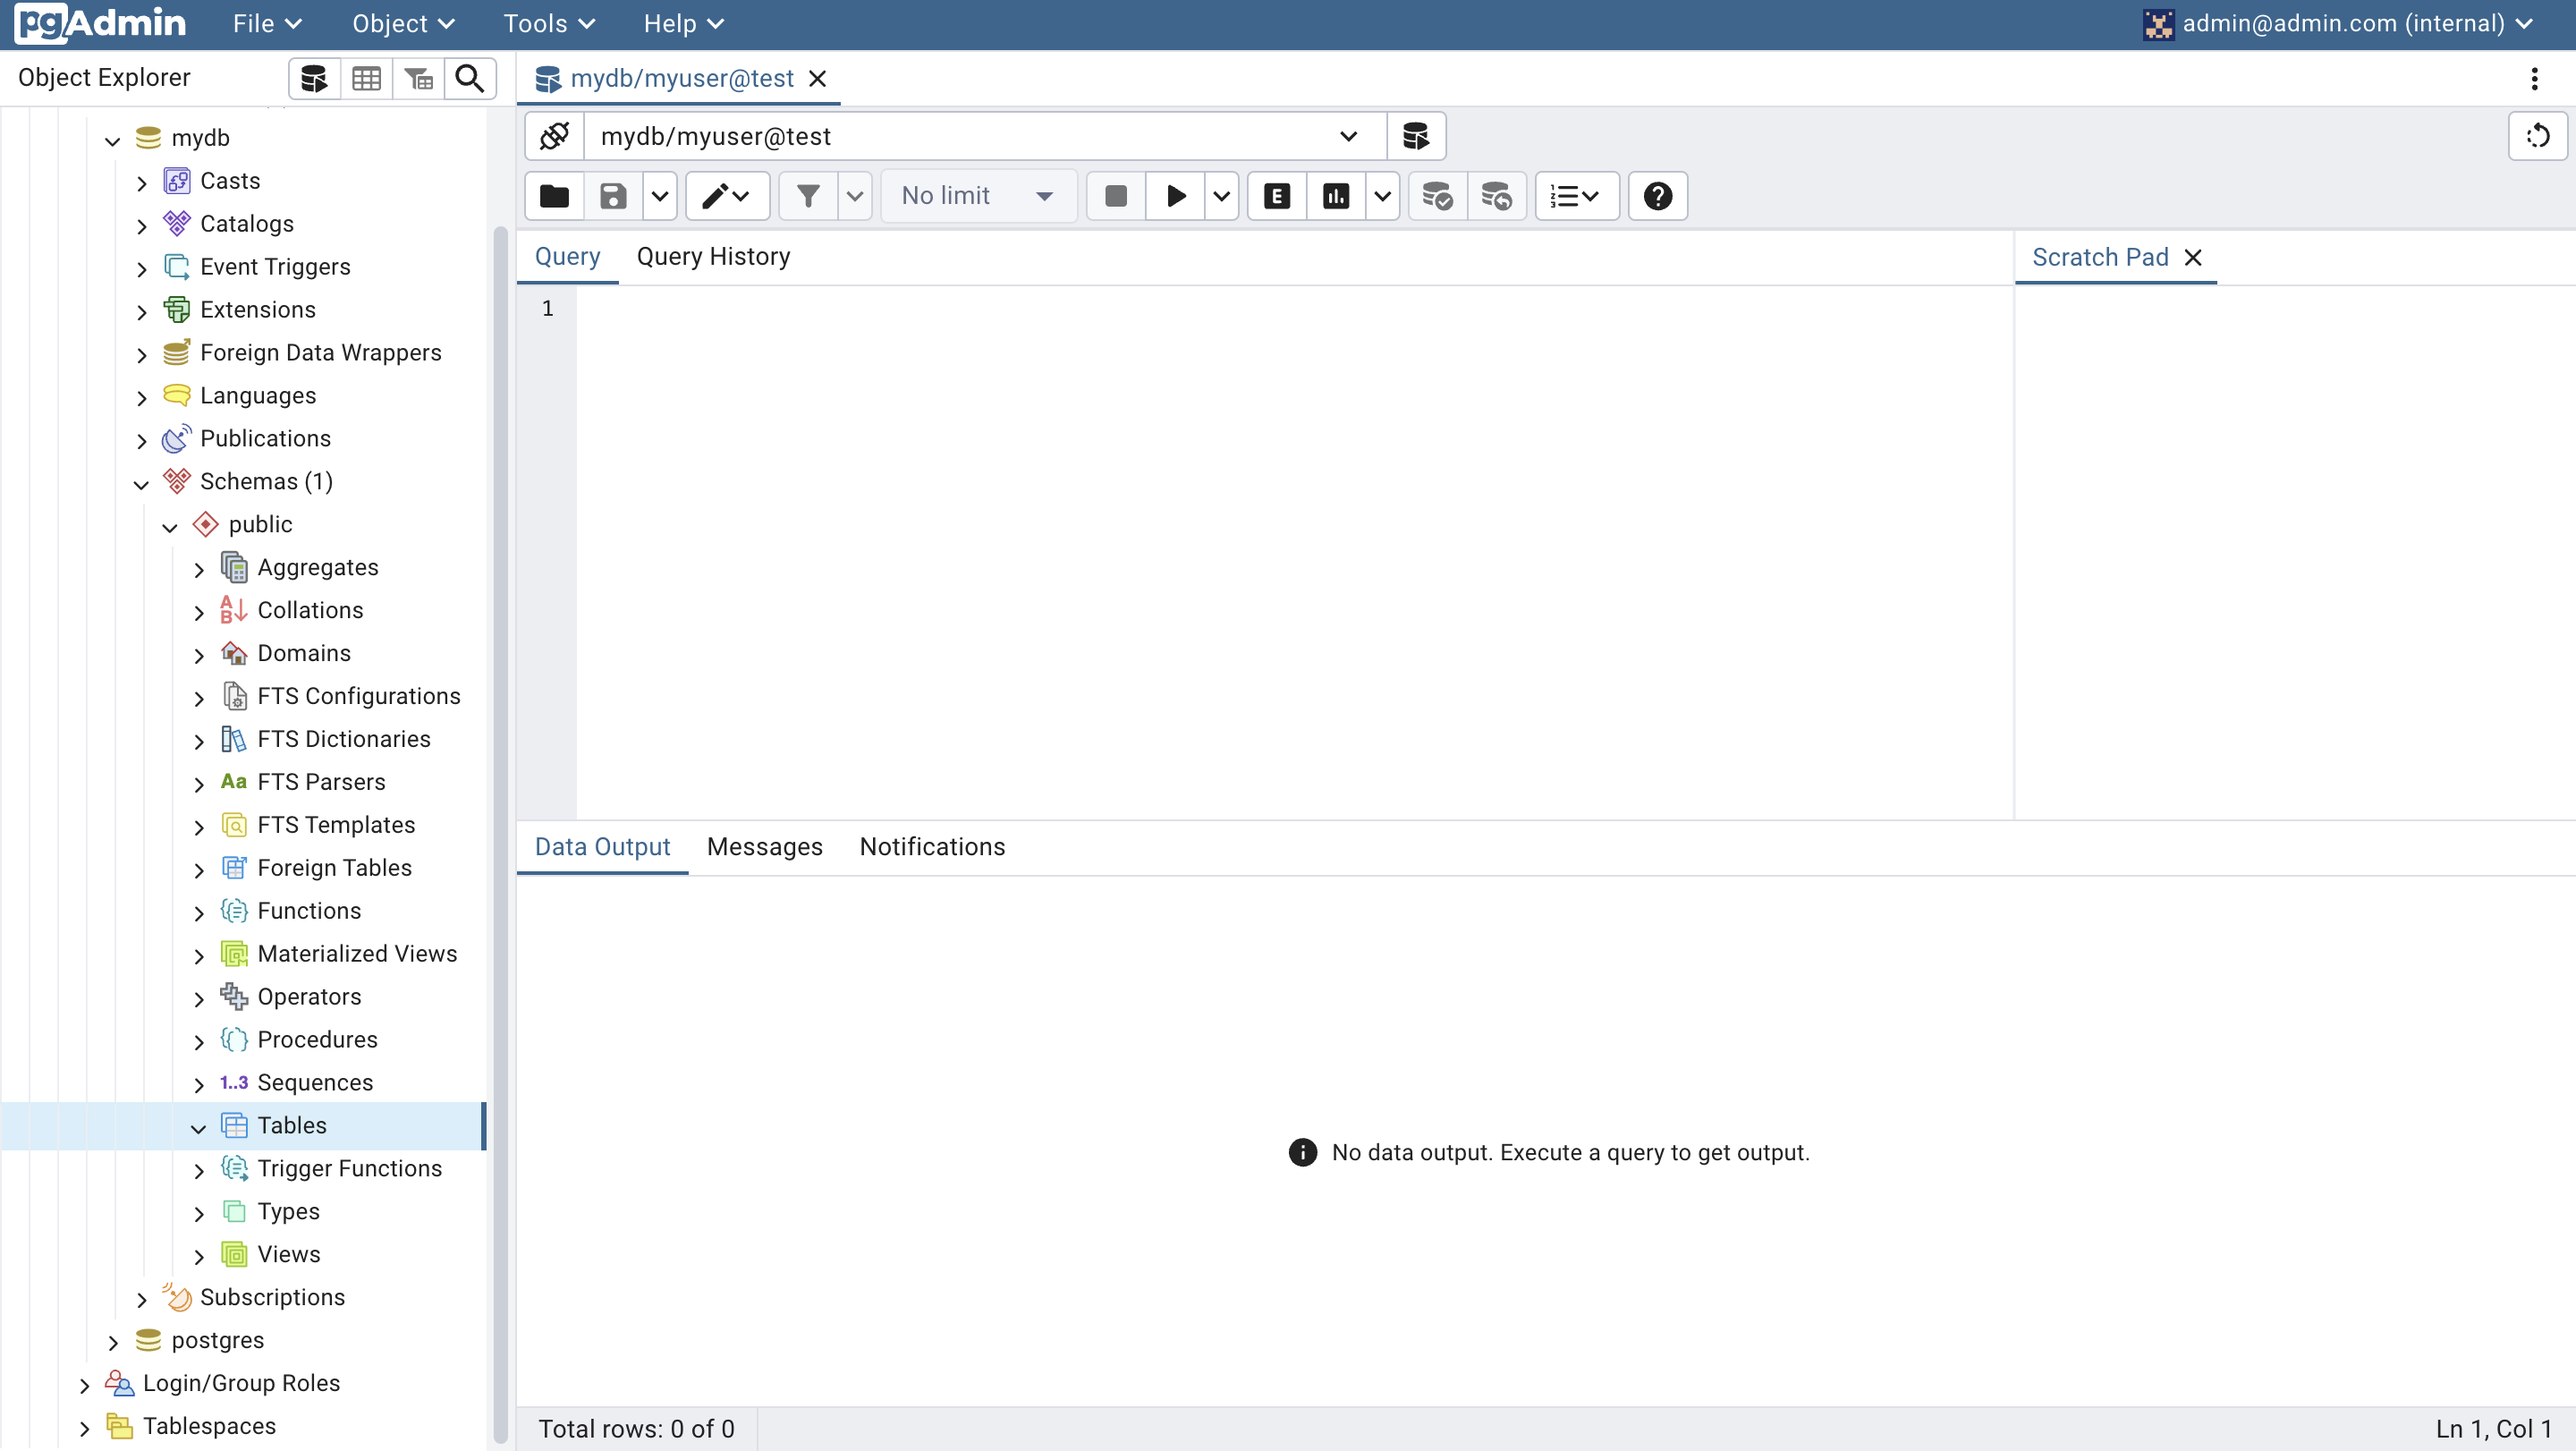 pgAdmin File Object Tools Help admin@admin.com (internal)
Object Explorer
mydb/myuser@test
mydb
mydb/myuser@test
Casts
No limit
E
Catalogs
Query Query History Scratch Pad
Event Triggers
1
Extensions
Foreign Data Wrappers
Languages
Publications
Schemas (1)
public
Aggregates
A
B
Collations
Domains
FTS Configurations
FTS Dictionaries
Aa FTS Parsers
FTS Templates
Data Output Messages Notifications
Foreign Tables
Functions
Materialized Views
Operators
Procedures
1..3 Sequences
Tables
No data output. Execute a query to get output.
Trigger Functions
Types
Views
Subscriptions
postgres
Login/Group Roles
Tablespaces
Total rows: 0 of 0 Ln 1, Col 1